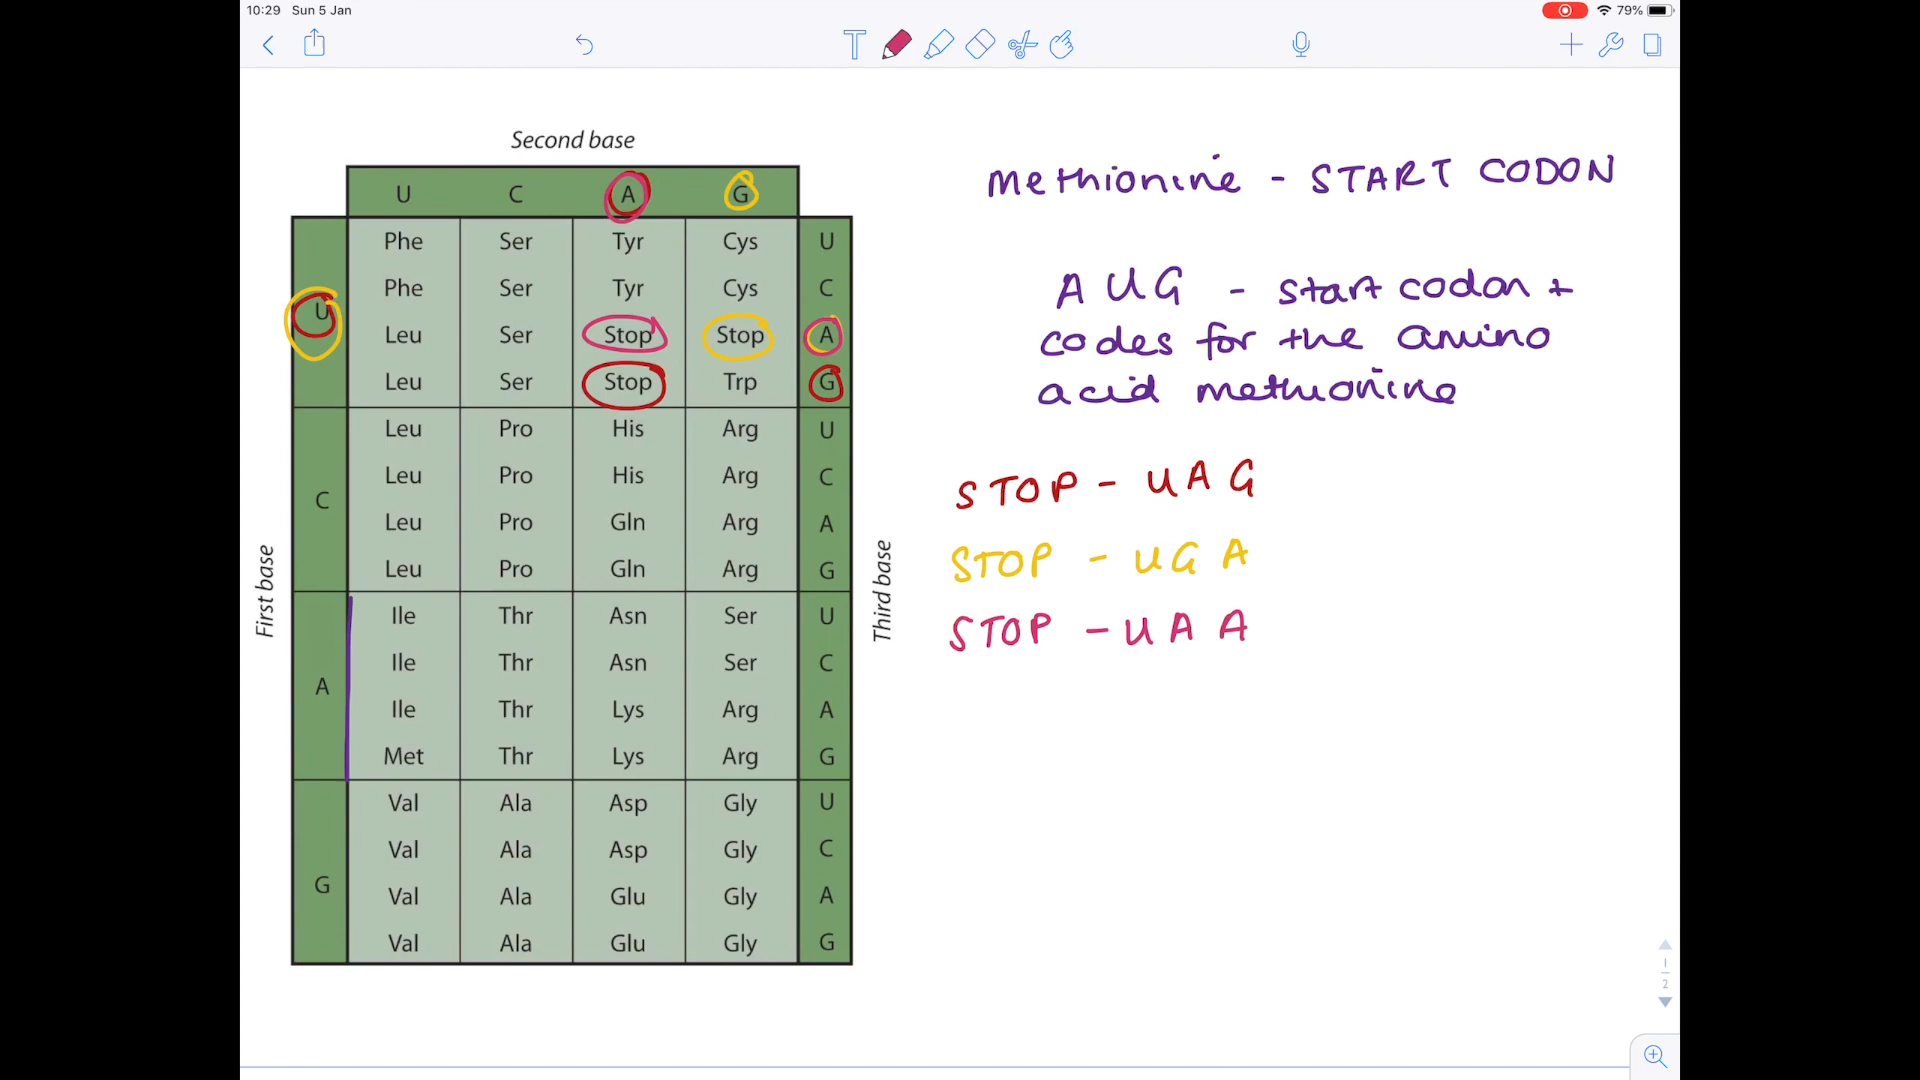 10:29 Sun 5 Jan
79%
T
Second base
U C A G
U
Phe Ser Tyr Cys U
Phe Ser Tyr Cys C
Leu Ser Stop Stop A
Leu Ser Stop Trp G
C
Leu Pro His Arg U
Leu Pro His Arg C
Leu Pro Gln Arg A
Leu Pro Gln Arg G
First base
A
Ile Thr Asn Ser U
Ile Thr Asn Ser C
Ile Thr Lys Arg A
Met Thr Lys Arg G
G
Val Ala Asp Gly U
Val Ala Asp Gly C
Val Ala Glu Gly A
Val Ala Glu Gly G
Third base
Methionine - START CODON
AUG - start codon +
codes for the amino
acid methionine
STOP - UAG
STOP - UGA
STOP - UAA
1
2